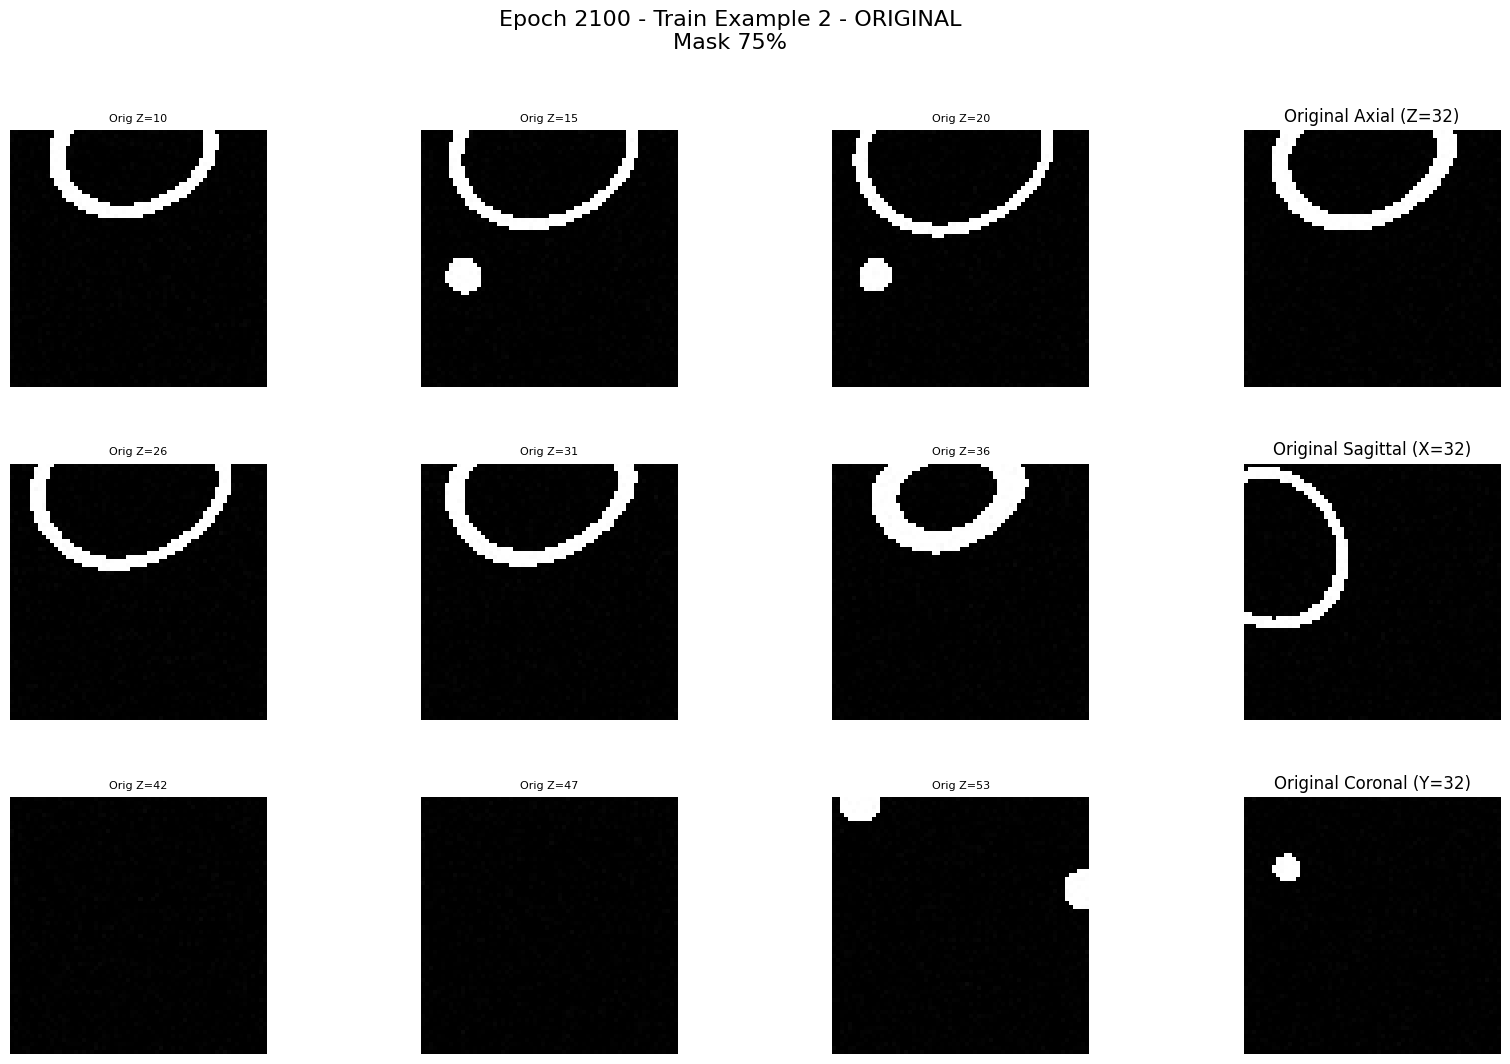 Epoch 2100 - Train Example 2 - ORIGINAL
Mask 75%
Orig Z=10
Orig Z=15
Orig Z=20
Original Axial (Z=32)
Orig Z=26
Orig Z=31
Orig Z=36
Original Sagittal (X=32)
Orig Z=42
Orig Z=47
Orig Z=53
Original Coronal (Y=32)